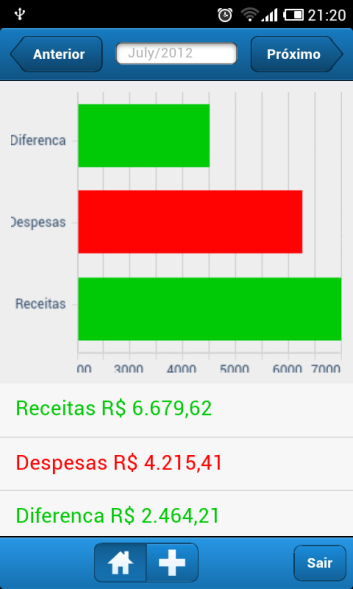 21:20
Anterior July/2012 Próximo
Diferenca
Despesas
Receitas
00 3000 4000 5000 6000 7000
Receitas R$ 6.679,62
Despesas R$ 4.215,41
Diferenca R$ 2.464,21
Sair